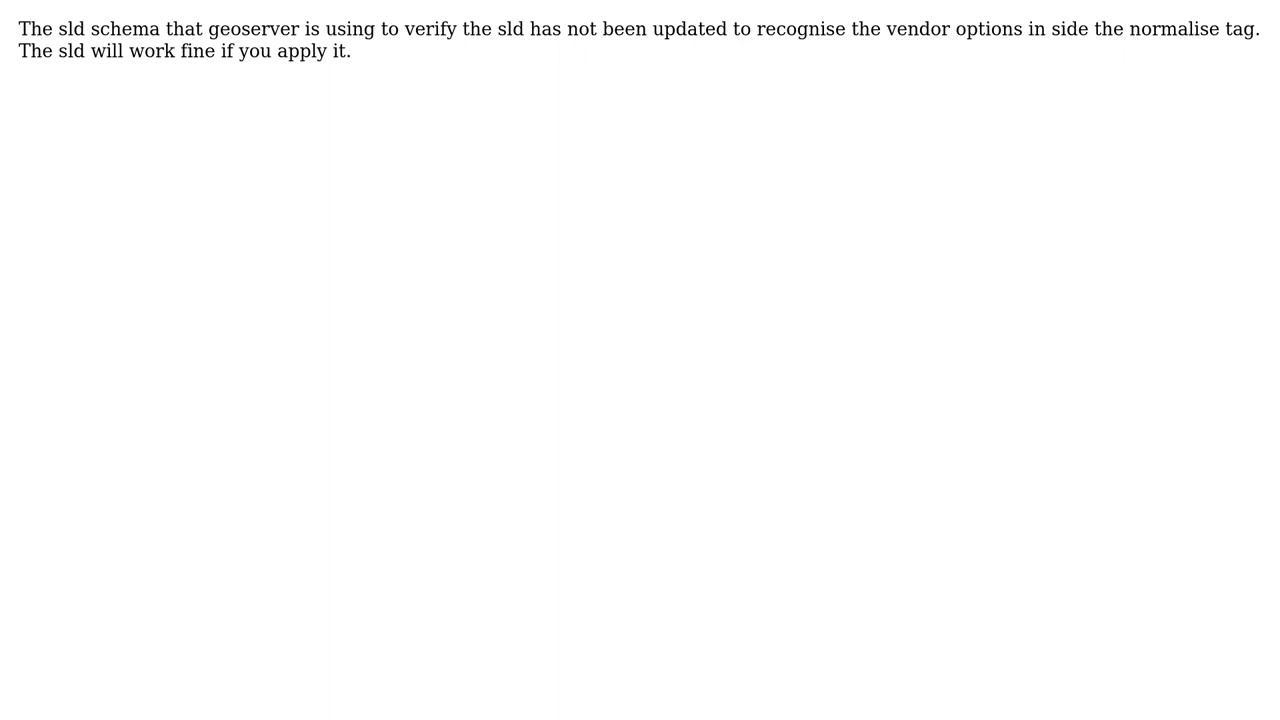 The sld schema that geoserver is using to verify the sld has not been updated to recognise the vendor options in side the normalise tag.
The sld will work fine if you apply it.